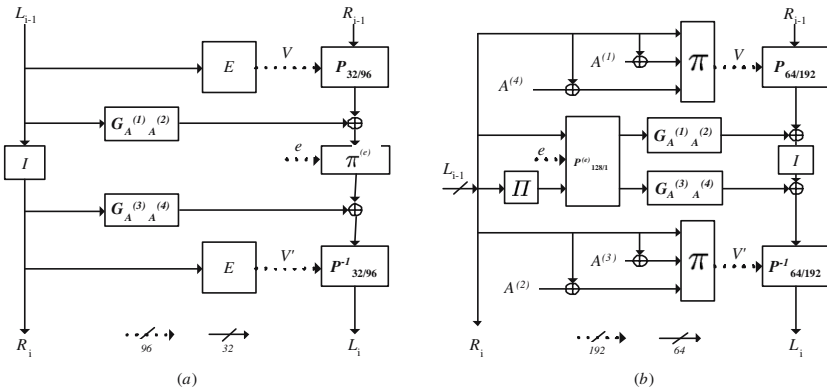 L_{i-1}
R_{i-1}
E
V
P_{32/96}
G_A^{(1)}_A^{(2)}
e
π^{(e)}
I
G_A^{(3)}_A^{(4)}
E
V'
P^{-1}_{32/96}
R_i
96
32
L_i
(a)
R_{i-1}
A^{(1)}
A^{(4)}
π
V
P_{64/192}
e
L_{i-1}
Π
P^{(e)}_{128/1}
G_A^{(1)}_A^{(2)}
I
G_A^{(3)}_A^{(4)}
A^{(3)}
A^{(2)}
π
V'
P^{-1}_{64/192}
R_i
192
64
L_i
(b)